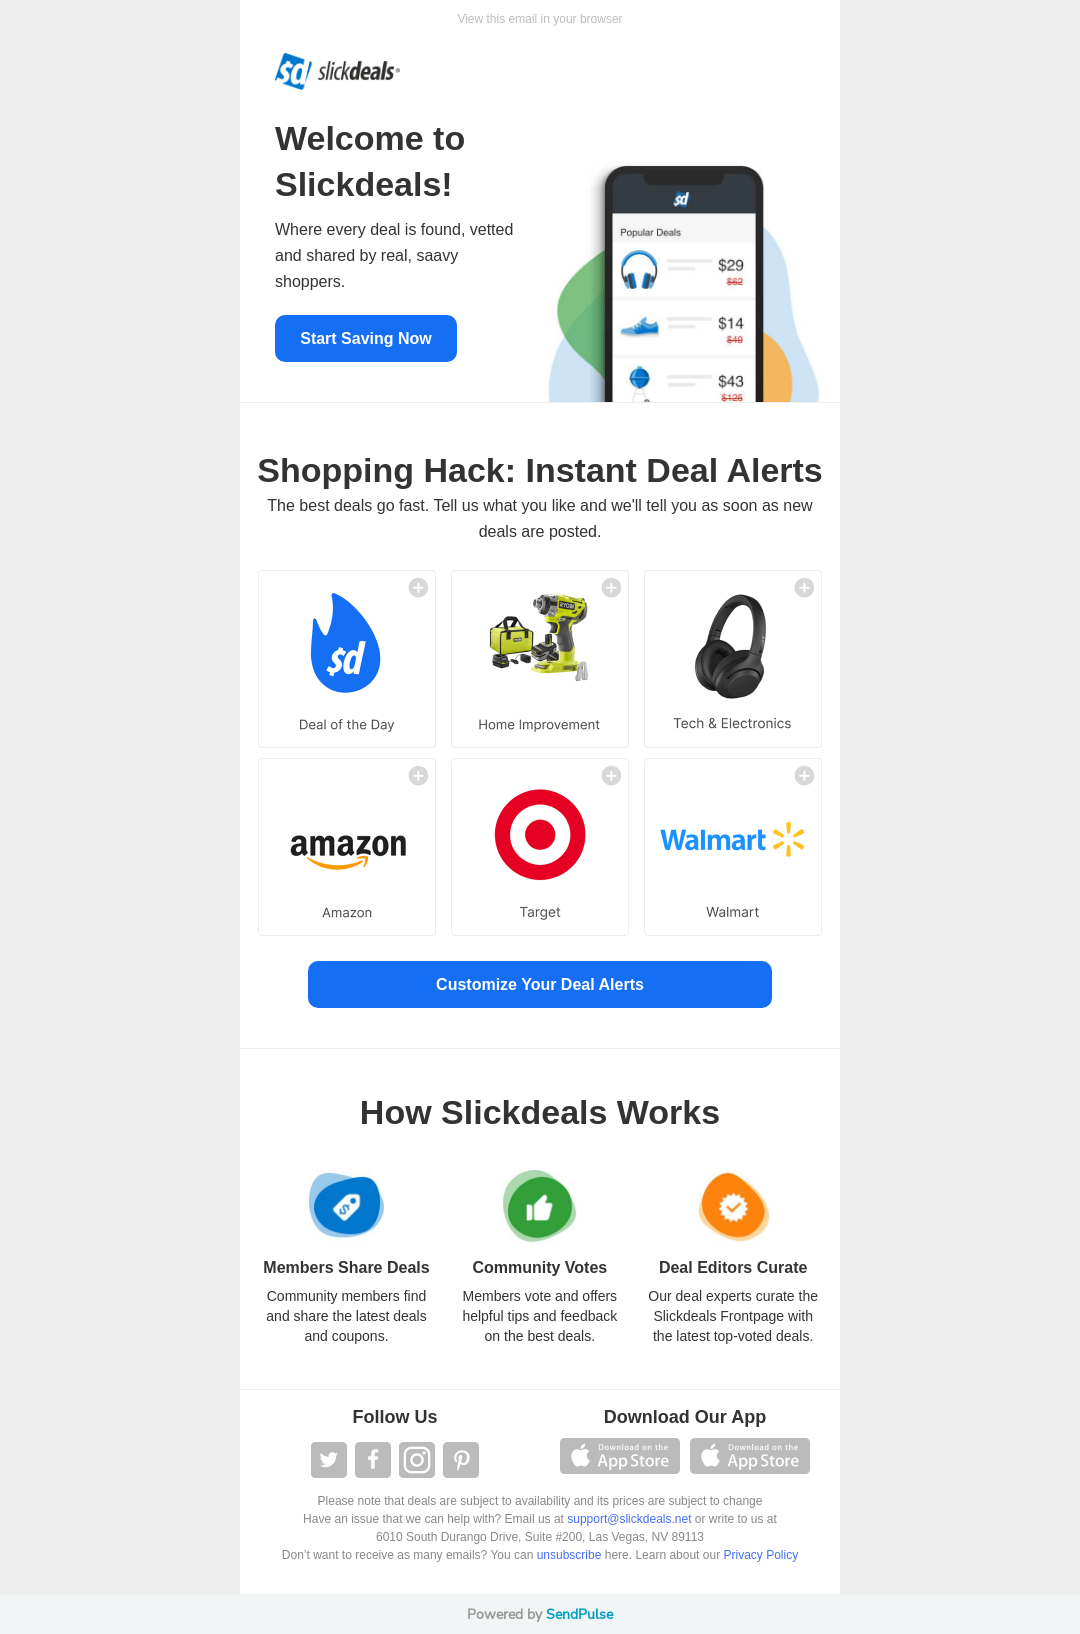 View this email in your browser
$d slickdeals
Welcome to
Slickdeals!
Where every deal is found, vetted
and shared by real, saavy
shoppers.
Start Saving Now
$d
Popular Deals
$29
$62
$14
$49
$43
$125
Shopping Hack: Instant Deal Alerts
The best deals go fast. Tell us what you like and we'll tell you as soon as new
deals are posted.
$d
RYOBI
Deal of the Day
Home Improvement
Tech & Electronics
amazon
Walmart
Amazon
Target
Walmart
Customize Your Deal Alerts
How Slickdeals Works
$
Members Share Deals
Community Votes
Deal Editors Curate
Community members find
and share the latest deals
and coupons.
Members vote and offers
helpful tips and feedback
on the best deals.
Our deal experts curate the
Slickdeals Frontpage with
the latest top-voted deals.
Follow Us
Download Our App
Download on the
App Store
Download on the
App Store
Please note that deals are subject to availability and its prices are subject to change
Have an issue that we can help with? Email us at support@slickdeals.net or write to us at
6010 South Durango Drive, Suite #200, Las Vegas, NV 89113
Don't want to receive as many emails? You can unsubscribe here. Learn about our Privacy Policy
Powered by SendPulse